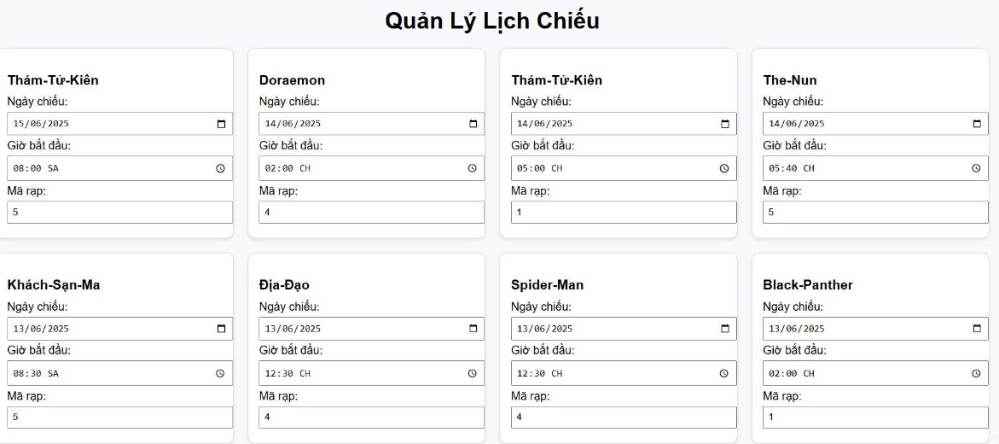 Quản Lý Lịch Chiếu
Thám-Tử-Kiên
Ngày chiếu:
15/06/2025
Giờ bắt đầu:
08:00 SA
Mã rạp:
5
Doraemon
Ngày chiếu:
14/06/2025
Giờ bắt đầu:
02:00 CH
Mã rạp:
4
Thám-Tử-Kiên
Ngày chiếu:
14/06/2025
Giờ bắt đầu:
05:00 CH
Mã rạp:
1
The-Nun
Ngày chiếu:
14/06/2025
Giờ bắt đầu:
05:40 CH
Mã rạp:
5
Khách-Sạn-Ma
Ngày chiếu:
13/06/2025
Giờ bắt đầu:
08:30 SA
Mã rạp:
5
Địa-Đạo
Ngày chiếu:
13/06/2025
Giờ bắt đầu:
12:30 CH
Mã rạp:
4
Spider-Man
Ngày chiếu:
13/06/2025
Giờ bắt đầu:
12:30 CH
Mã rạp:
4
Black-Panther
Ngày chiếu:
13/06/2025
Giờ bắt đầu:
02:00 CH
Mã rạp:
1